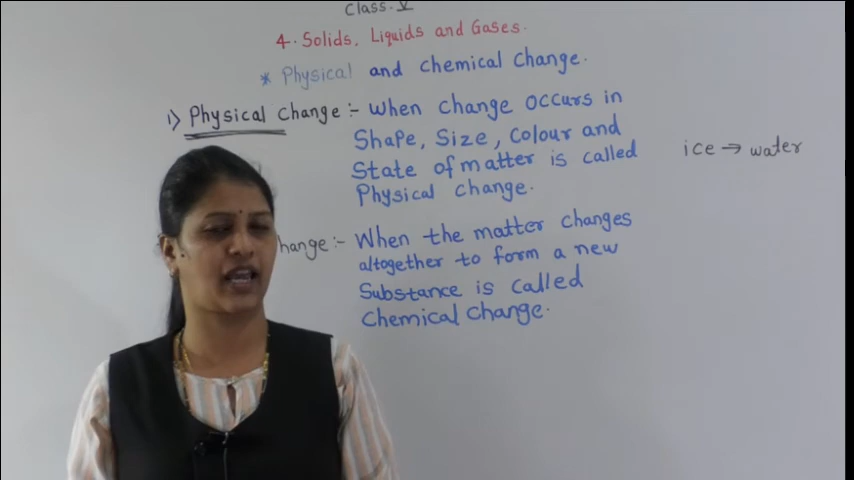 Class.V
4. Solids, Liquids and Gases.
* Physical and chemical change.
1) Physical change :- When change occurs in
Shape, Size, Colour and
State of matter is called
Physical change.
ice → water
hange :- When the matter changes
altogether to form a new
Substance is called
Chemical change.